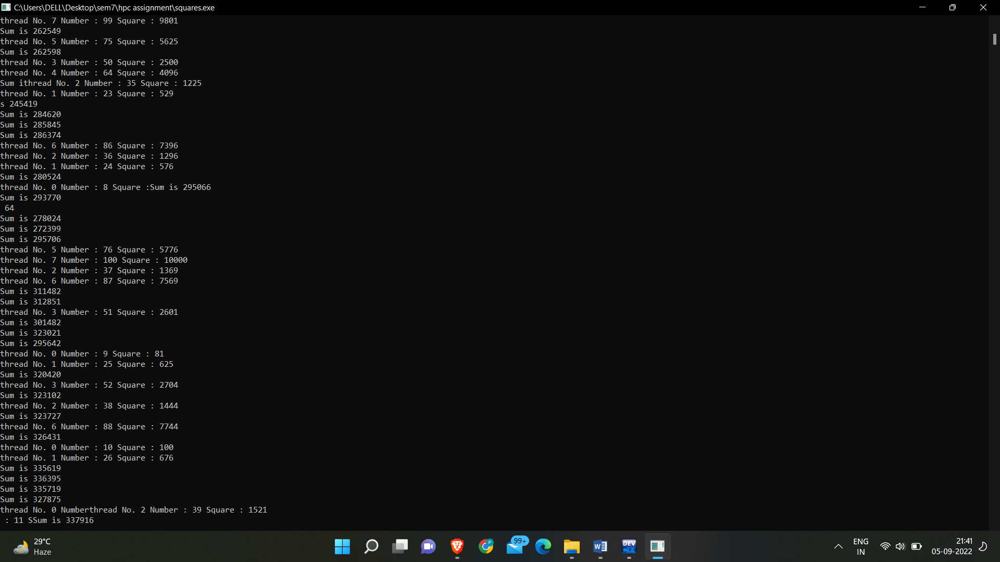 C:\Users\DELL\Desktop\sem7\hpc assignment\squares.exe
thread No. 7 Number : 99 Square : 9801
Sum is 262549
thread No. 5 Number : 75 Square : 5625
Sum is 262598
thread No. 3 Number : 50 Square : 2500
thread No. 4 Number : 64 Square : 4096
Sum ithread No. 2 Number : 35 Square : 1225
thread No. 1 Number : 23 Square : 529
s 245419
Sum is 284620
Sum is 285845
Sum is 286374
thread No. 6 Number : 86 Square : 7396
thread No. 2 Number : 36 Square : 1296
thread No. 1 Number : 24 Square : 576
Sum is 280524
thread No. 0 Number : 8 Square :Sum is 295066
Sum is 293770
 64
Sum is 278024
Sum is 272399
Sum is 295706
thread No. 5 Number : 76 Square : 5776
thread No. 7 Number : 100 Square : 10000
thread No. 2 Number : 37 Square : 1369
thread No. 6 Number : 87 Square : 7569
Sum is 311482
Sum is 312851
thread No. 3 Number : 51 Square : 2601
Sum is 301482
Sum is 323021
Sum is 295642
thread No. 0 Number : 9 Square : 81
thread No. 1 Number : 25 Square : 625
Sum is 320420
thread No. 3 Number : 52 Square : 2704
Sum is 323102
thread No. 2 Number : 38 Square : 1444
Sum is 323727
thread No. 6 Number : 88 Square : 7744
Sum is 326431
thread No. 0 Number : 10 Square : 100
thread No. 1 Number : 26 Square : 676
Sum is 335619
Sum is 336395
Sum is 335719
Sum is 327875
thread No. 0 Numberthread No. 2 Number : 39 Square : 1521
 : 11 SSum is 337916
29°C
Haze
P
99+
W
DEV
C++
ENG
IN
21:41
05-09-2022